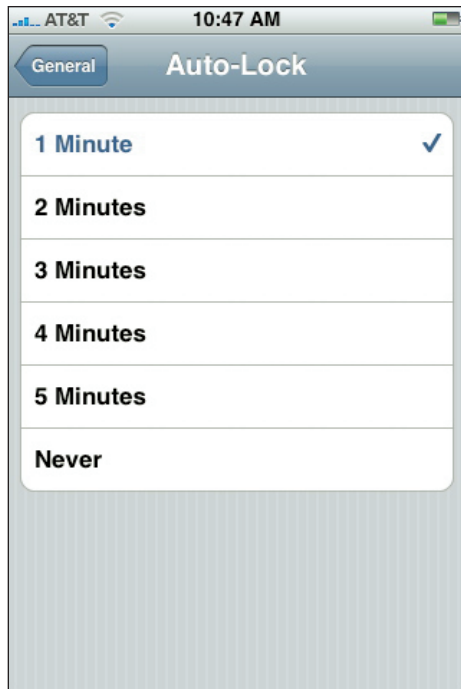 AT&T 10:47 AM
General Auto-Lock
1 Minute
2 Minutes
3 Minutes
4 Minutes
5 Minutes
Never